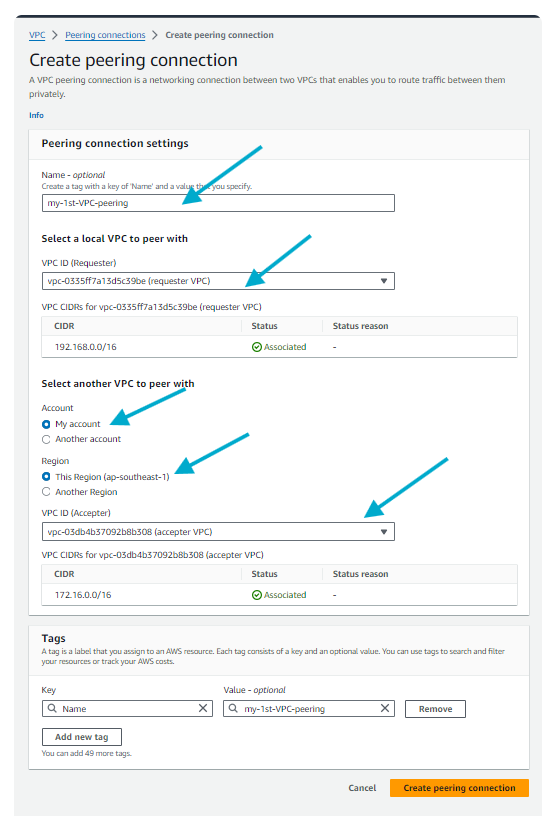 VPC > Peering connections > Create peering connection
Create peering connection
A VPC peering connection is a networking connection between two VPCs that enables you to route traffic between them
privately.
Info
Peering connection settings
Name - optional
Create a tag with a key of 'Name' and a value that you specify.
my-1st-VPC-peering
Select a local VPC to peer with
VPC ID (Requester)
vpc-0335ff7a13d5c39be (requester VPC)
VPC CIDRs for vpc-0335ff7a13d5c39be (requester VPC)
CIDR Status Status reason
192.168.0.0/16 Associated -
Select another VPC to peer with
Account
My account
Another account
Region
This Region (ap-southeast-1)
Another Region
VPC ID (Accepter)
vpc-03db4b37092b8b308 (accepter VPC)
VPC CIDRs for vpc-03db4b37092b8b308 (accepter VPC)
CIDR Status Status reason
172.16.0.0/16 Associated -
Tags
A tag is a label that you assign to an AWS resource. Each tag consists of a key and an optional value. You can use tags to search and filter
your resources or track your AWS costs.
Key Value - optional
Name my-1st-VPC-peering Remove
Add new tag
You can add 49 more tags.
Cancel Create peering connection